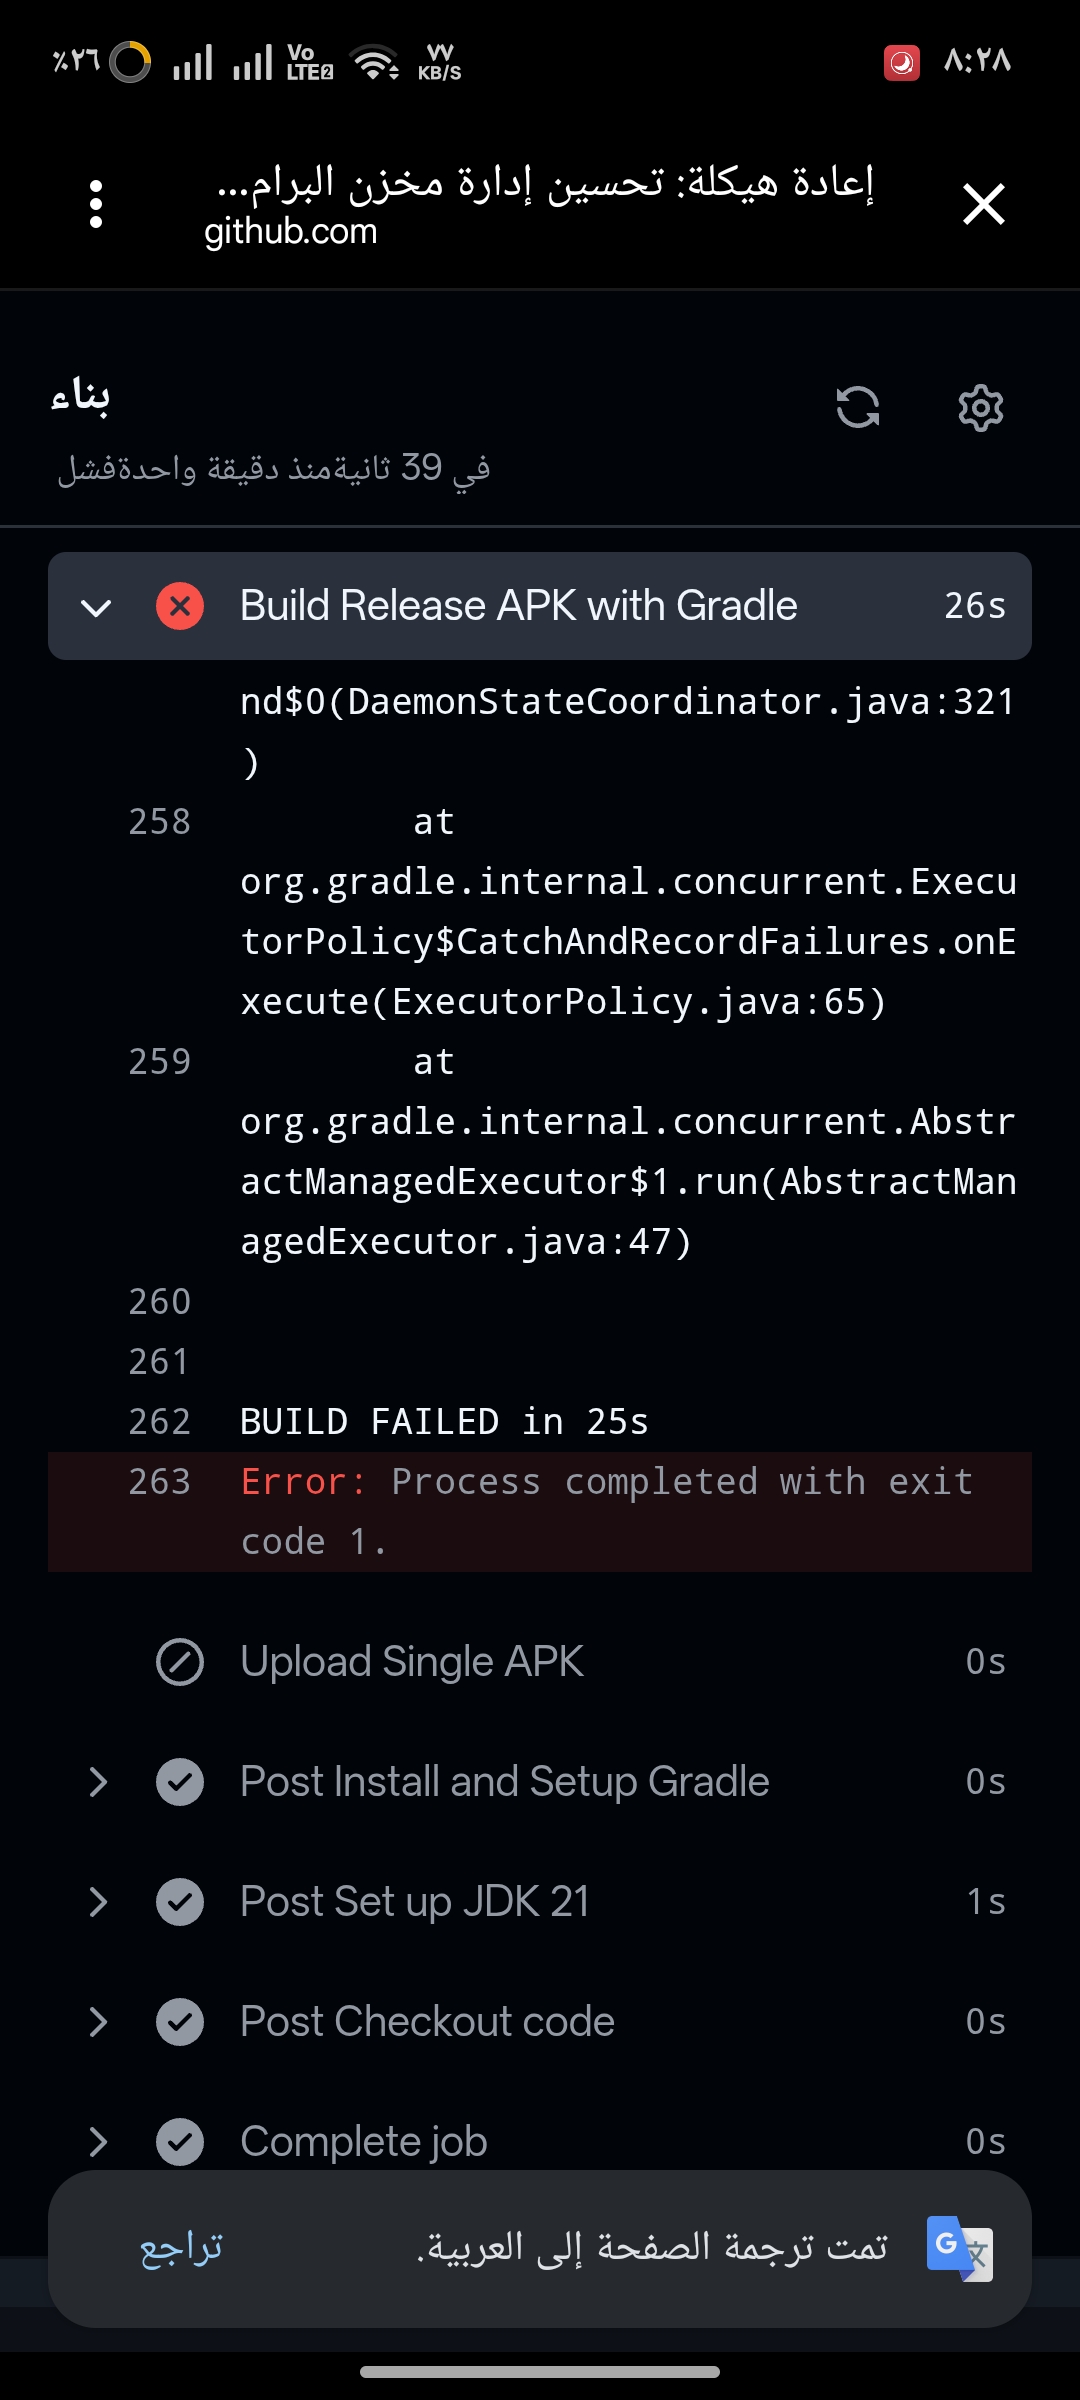 ٪٢٦ Vo LTE2 ٧٧ KB/S ٨:٢٨
إعادة هيكلة: تحسين إدارة مخزن البرام...
github.com
بناء
في 39 ثانيةمنذ دقيقة واحدةفشل
Build Release APK with Gradle 26s
nd$0(DaemonStateCoordinator.java:321
)
258 at
org.gradle.internal.concurrent.Execu
torPolicy$CatchAndRecordFailures.onE
xecute(ExecutorPolicy.java:65)
259 at
org.gradle.internal.concurrent.Abstr
actManagedExecutor$1.run(AbstractMan
agedExecutor.java:47)
260
261
262 BUILD FAILED in 25s
263 Error: Process completed with exit
code 1.
Upload Single APK 0s
Post Install and Setup Gradle 0s
Post Set up JDK 21 1s
Post Checkout code 0s
Complete job 0s
تمت ترجمة الصفحة إلى العربية. تراجع